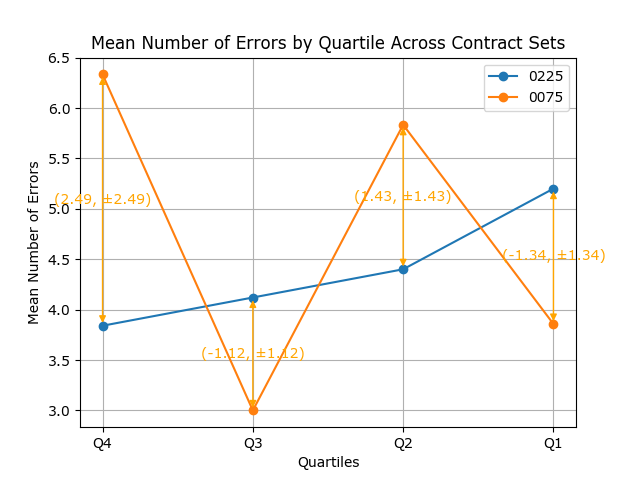 Mean Number of Errors by Quartile Across Contract Sets
0225
0075
6.5
6.0
5.5
5.0
4.5
4.0
3.5
3.0
Mean Number of Errors
(2.49, ±2.49)
(-1.12, ±1.12)
(1.43, ±1.43)
(-1.34, ±1.34)
Q4
Q3
Q2
Q1
Quartiles